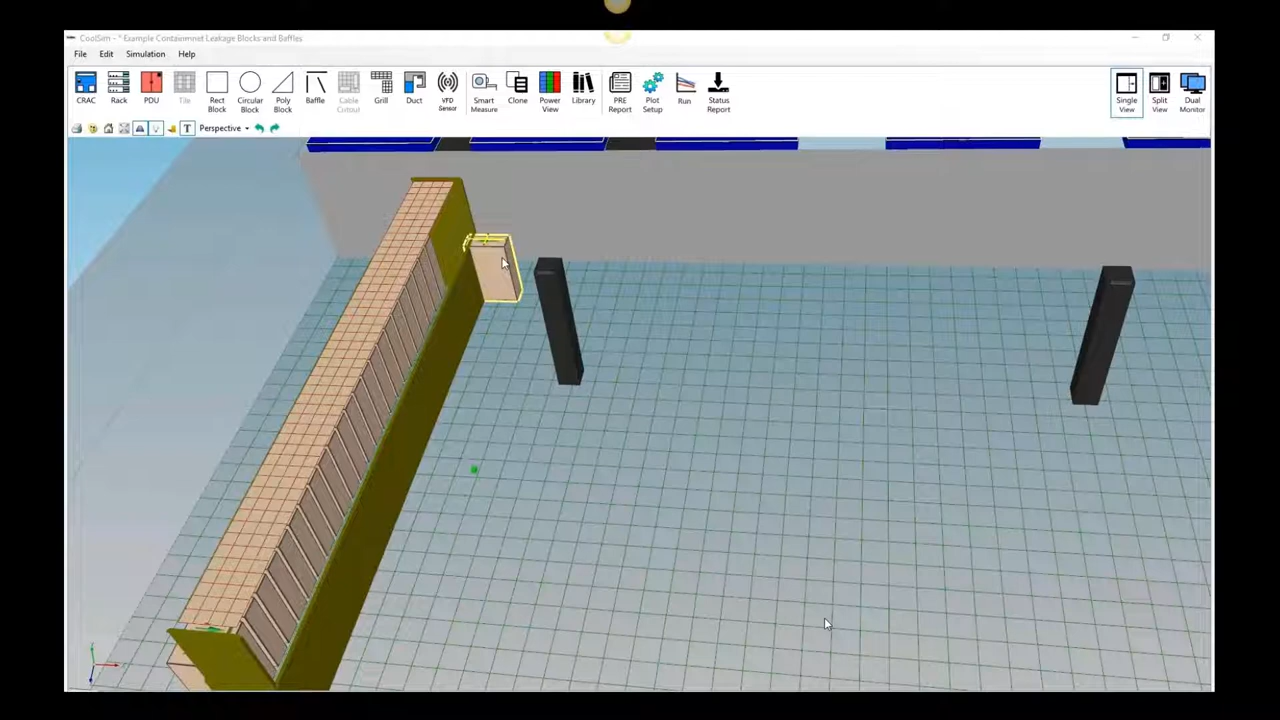 CoolSim - * Example Contaiemnet Leakage Blocks and Baffles
File Edit Simulation Help
CRAC Rack PDU Tile Rect Block Circular Block Poly Block Baffle Cable Cutout Grill Duct VFD Sensor Smart Measure Clone Power View Library PRE Report Plot Setup Run Status Report Single View Split View Dual Monitor
T Perspective